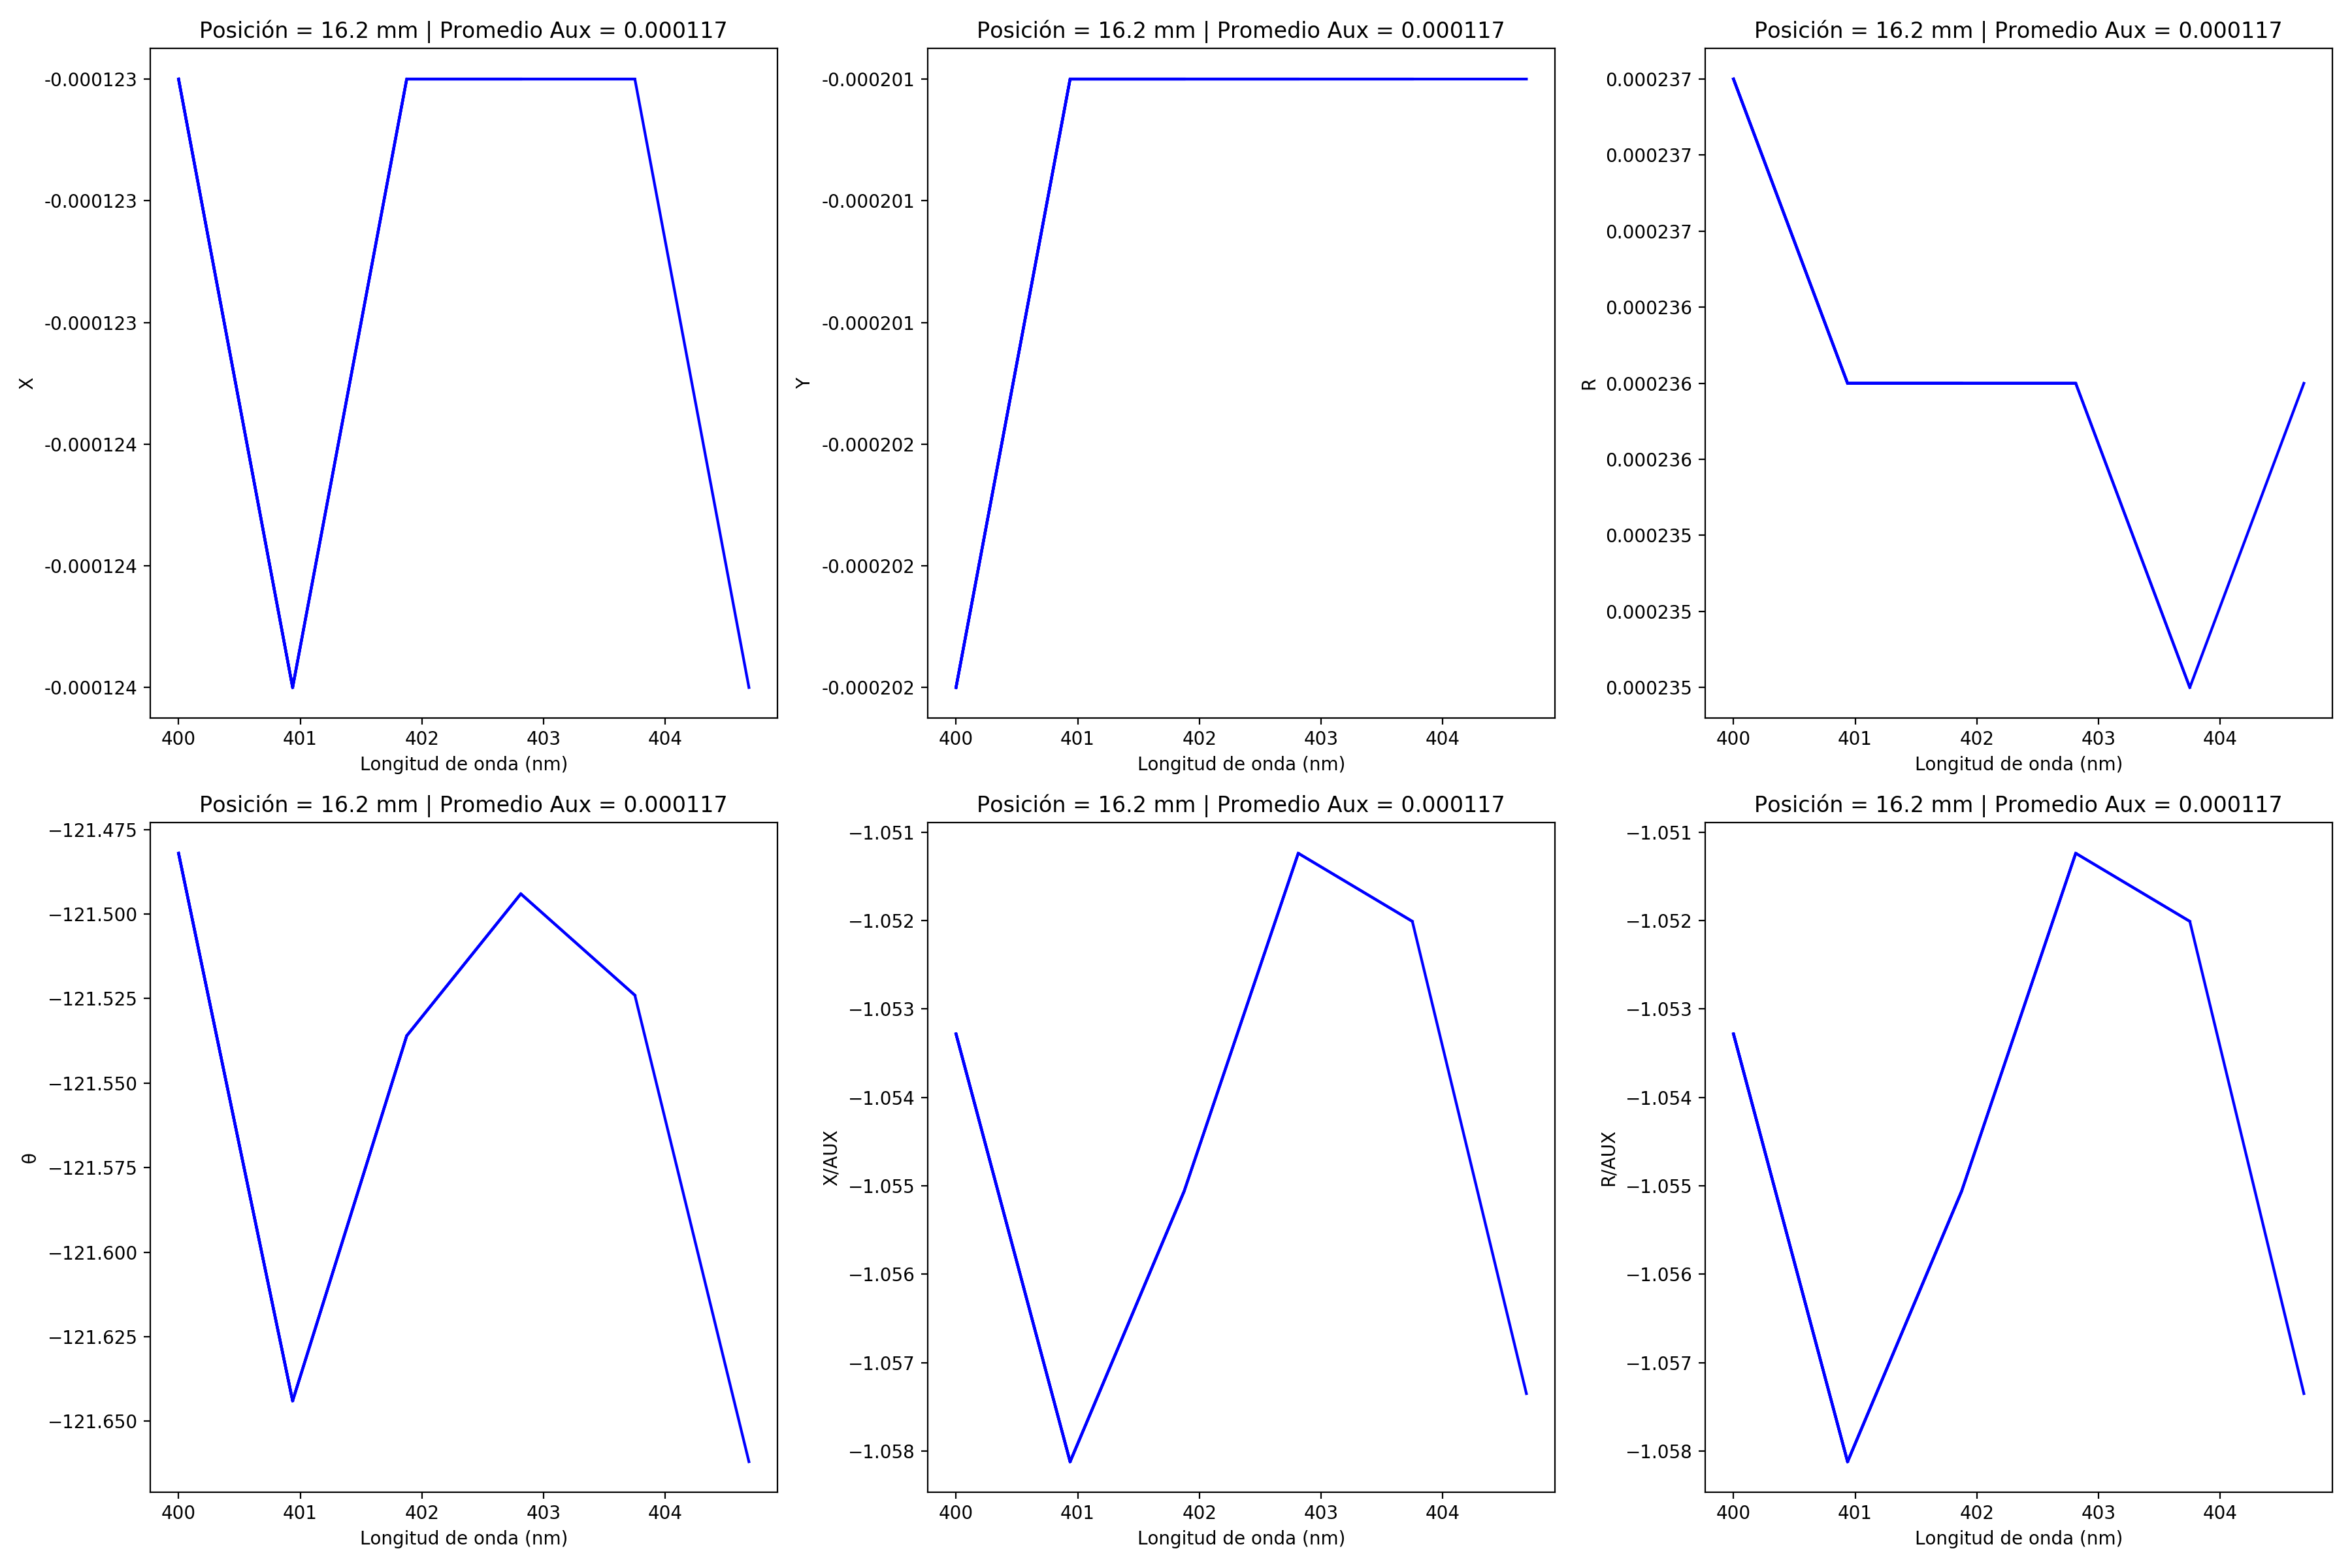 Posición = 16.2 mm | Promedio Aux = 0.000117
-0.000123
-0.000123
-0.000123
-0.000124
-0.000124
-0.000124
X
400 401 402 403 404
Longitud de onda (nm)
Posición = 16.2 mm | Promedio Aux = 0.000117
-0.000201
-0.000201
-0.000201
-0.000202
-0.000202
-0.000202
Y
400 401 402 403 404
Longitud de onda (nm)
Posición = 16.2 mm | Promedio Aux = 0.000117
0.000237
0.000237
0.000237
0.000236
0.000236
0.000236
0.000235
0.000235
0.000235
R
400 401 402 403 404
Longitud de onda (nm)
Posición = 16.2 mm | Promedio Aux = 0.000117
−121.475
−121.500
−121.525
−121.550
−121.575
−121.600
−121.625
−121.650
θ
400 401 402 403 404
Longitud de onda (nm)
Posición = 16.2 mm | Promedio Aux = 0.000117
−1.051
−1.052
−1.053
−1.054
−1.055
−1.056
−1.057
−1.058
X/AUX
400 401 402 403 404
Longitud de onda (nm)
Posición = 16.2 mm | Promedio Aux = 0.000117
−1.051
−1.052
−1.053
−1.054
−1.055
−1.056
−1.057
−1.058
R/AUX
400 401 402 403 404
Longitud de onda (nm)